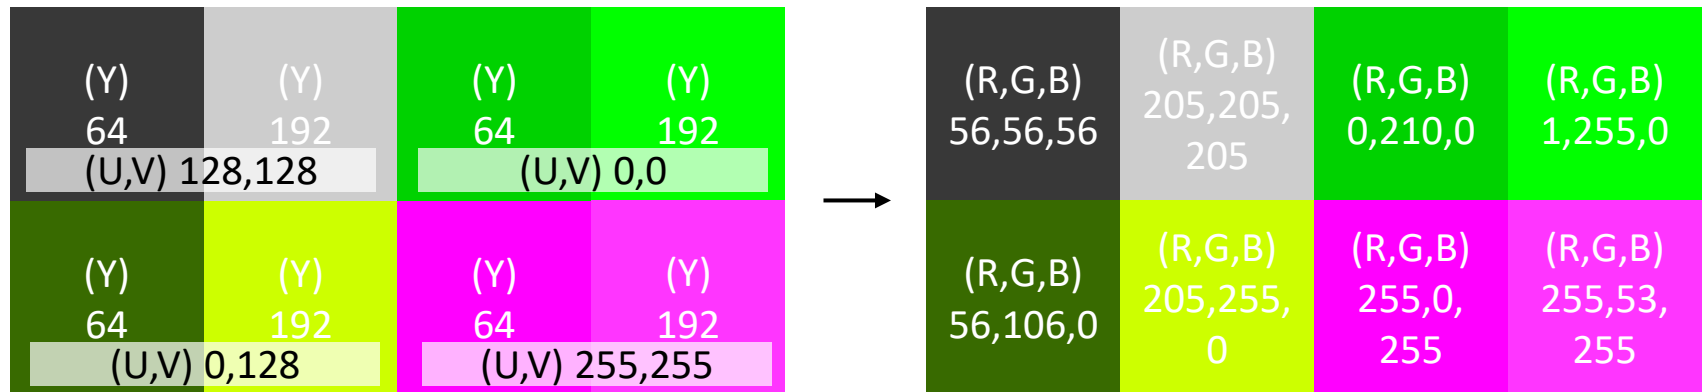 (Y)
64
(Y)
192
(U,V) 128,128
(Y)
64
(Y)
192
(U,V) 0,0
(Y)
64
(Y)
192
(U,V) 0,128
(Y)
64
(Y)
192
(U,V) 255,255
(R,G,B)
56,56,56
(R,G,B)
205,205,
205
(R,G,B)
0,210,0
(R,G,B)
1,255,0
(R,G,B)
56,106,0
(R,G,B)
205,255,
0
(R,G,B)
255,0,
255
(R,G,B)
255,53,
255